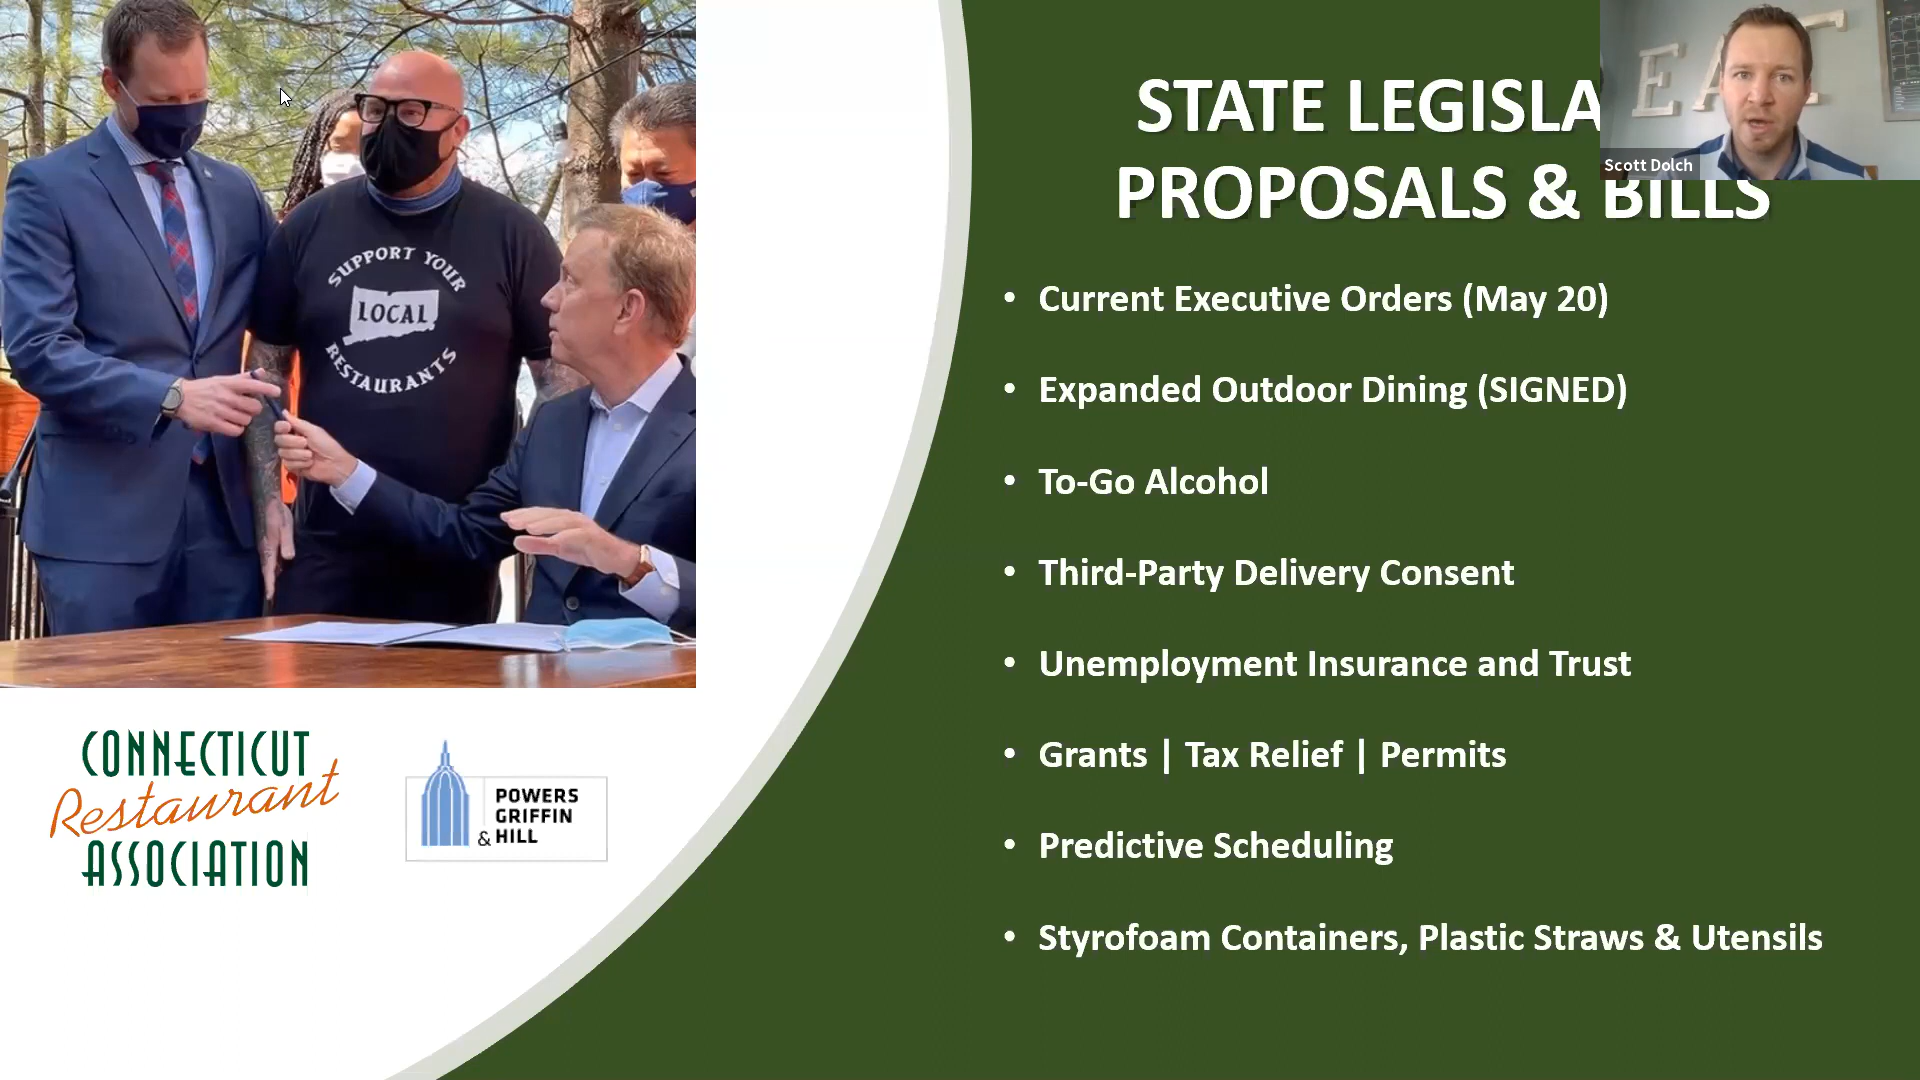 SUPPORT YOUR
LOCAL
RESTAURANTS
CONNECTICUT
Restaurant
ASSOCIATION
POWERS
GRIFFIN
& HILL
STATE LEGISLA
PROPOSALS & BILLS
Scott Dolch
• Current Executive Orders (May 20)
• Expanded Outdoor Dining (SIGNED)
• To-Go Alcohol
• Third-Party Delivery Consent
• Unemployment Insurance and Trust
• Grants | Tax Relief | Permits
• Predictive Scheduling
• Styrofoam Containers, Plastic Straws & Utensils